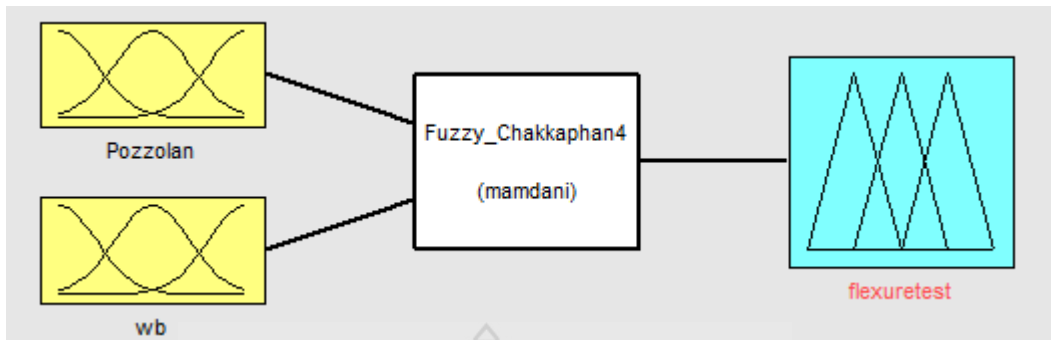 Pozzolan
wb
Fuzzy_Chakkaphan4
(mamdani)
flexuretest